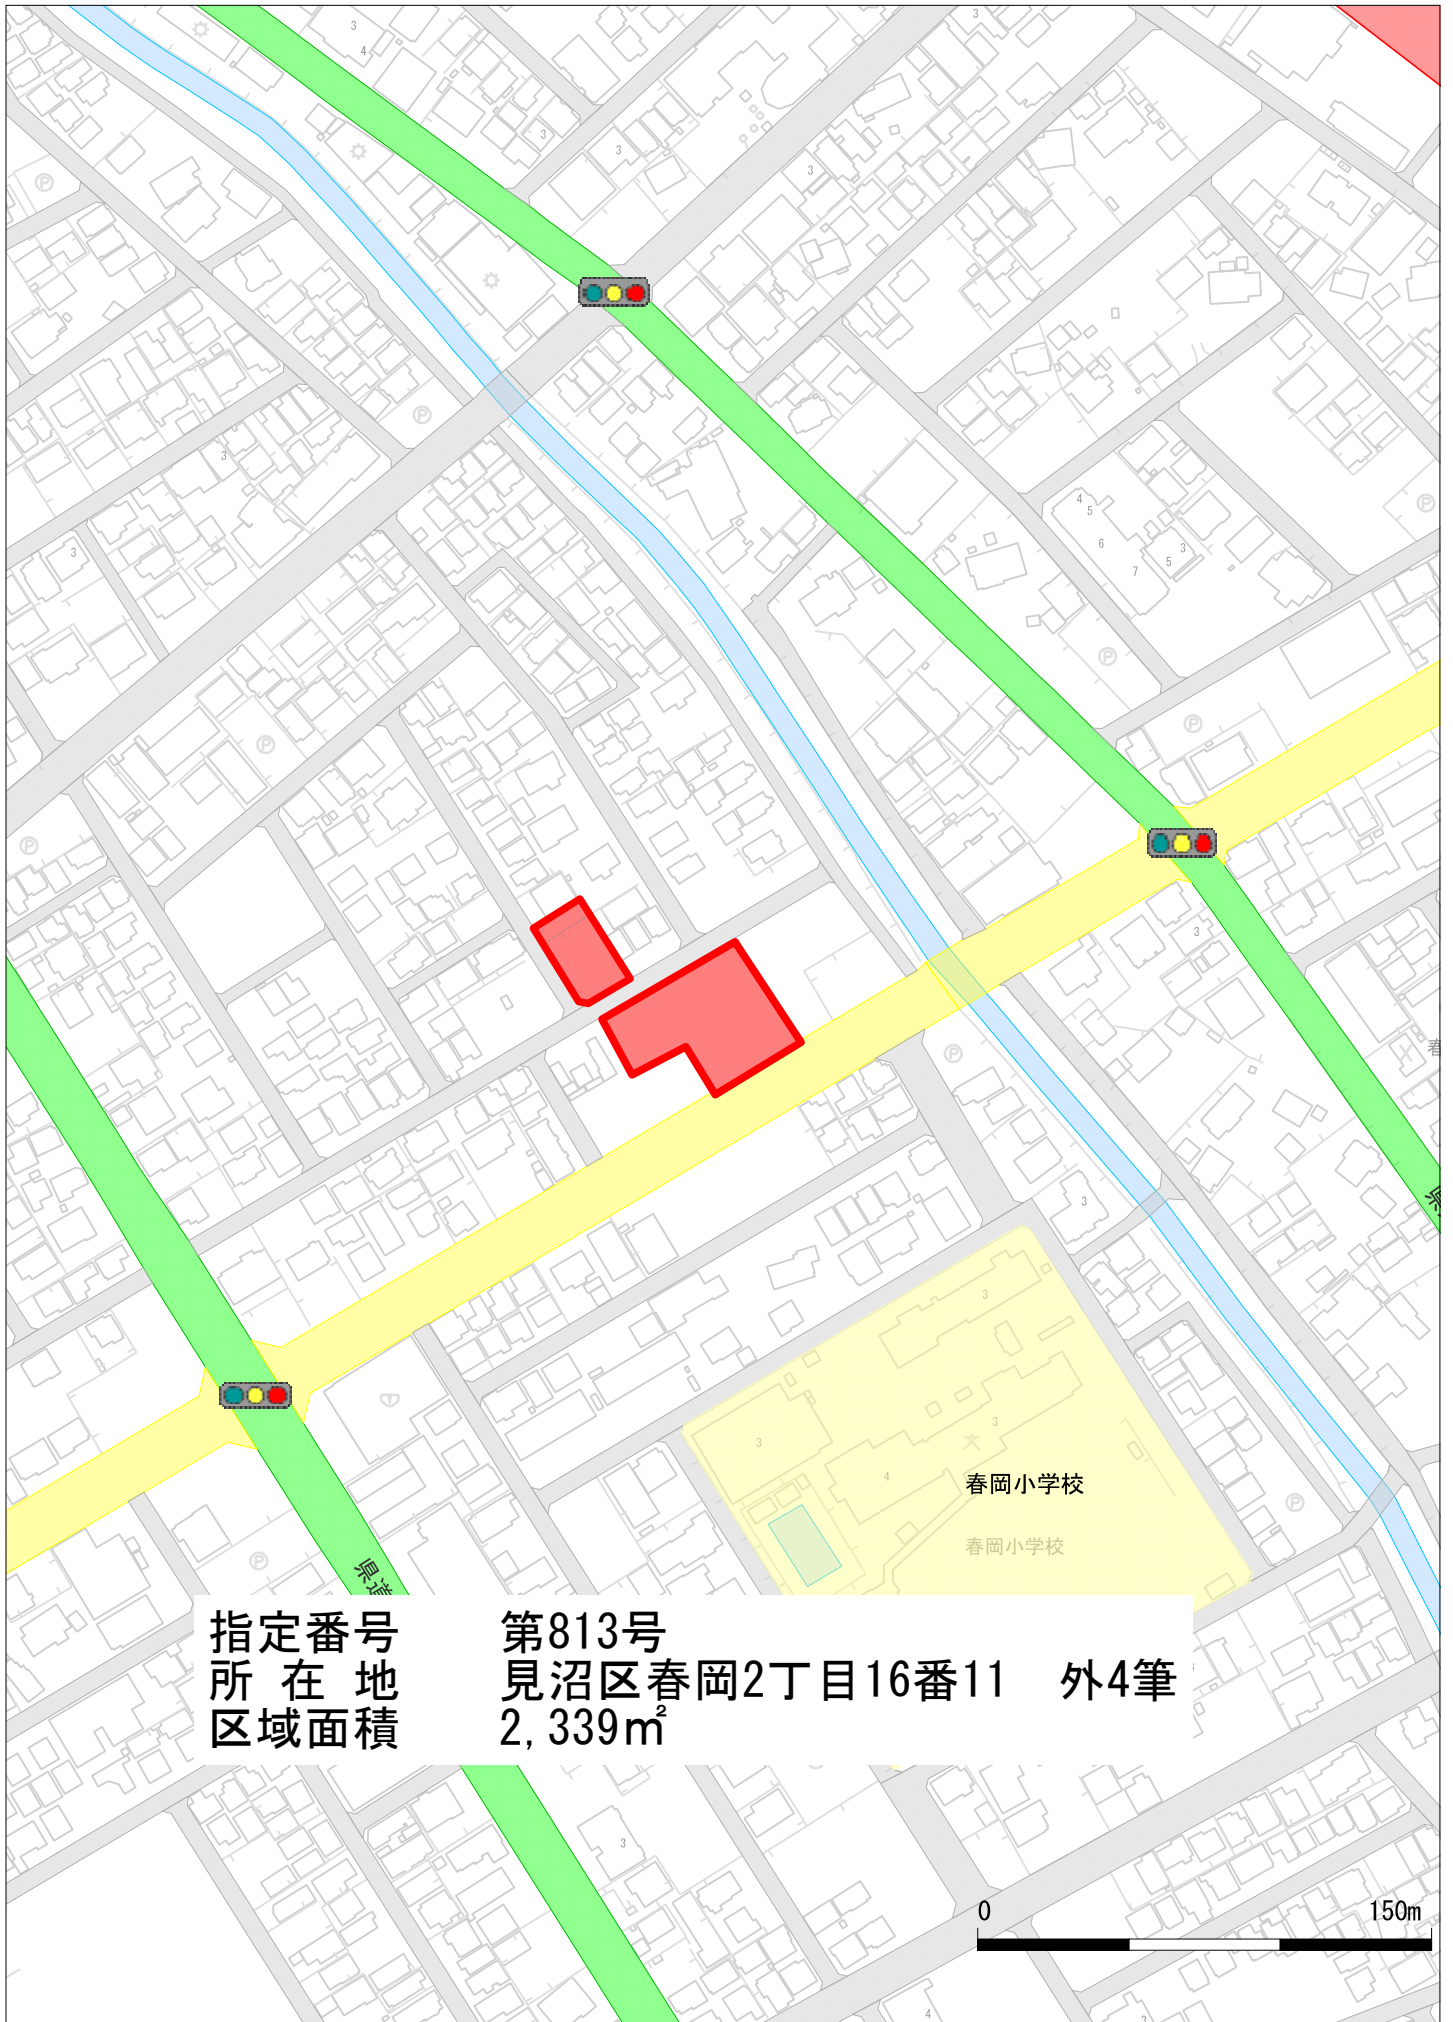 春岡小学校
春岡小学校
県道
指定番号 第813号
所在地 見沼区春岡2丁目16番11 外4筆
区域面積 2,339㎡
0 150m